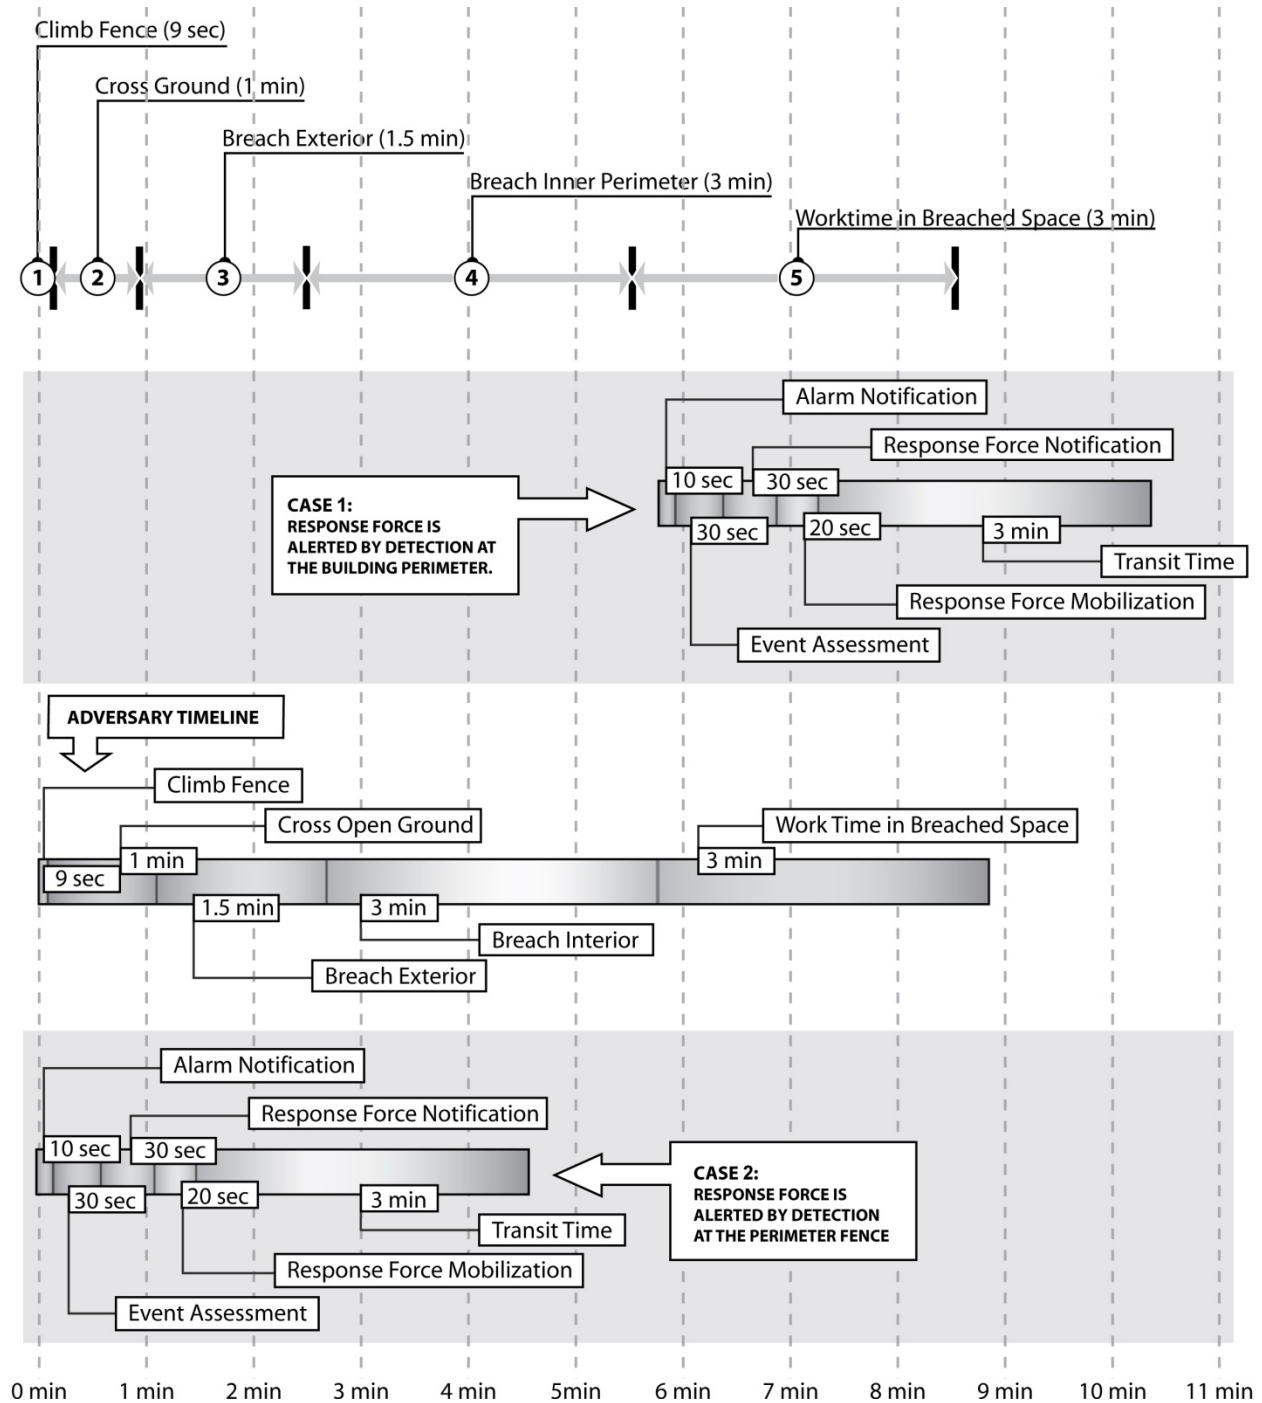 Climb Fence (9 sec)
Cross Ground (1 min)
Breach Exterior (1.5 min)
Breach Inner Perimeter (3 min)
Worktime in Breached Space (3 min)
1
2
3
4
5
Alarm Notification
Response Force Notification
10 sec
30 sec
CASE 1:
RESPONSE FORCE IS
ALERTED BY DETECTION AT
THE BUILDING PERIMETER.
30 sec
20 sec
3 min
Transit Time
Response Force Mobilization
Event Assessment
ADVERSARY TIMELINE
Climb Fence
Cross Open Ground
Work Time in Breached Space
1 min
3 min
9 sec
1.5 min
3 min
Breach Interior
Breach Exterior
Alarm Notification
Response Force Notification
10 sec
30 sec
30 sec
20 sec
3 min
CASE 2:
RESPONSE FORCE IS
ALERTED BY DETECTION
AT THE PERIMETER FENCE
Transit Time
Response Force Mobilization
Event Assessment
0 min
1 min
2 min
3 min
4 min
5min
6 min
7 min
8 min
9 min
10 min
11 min